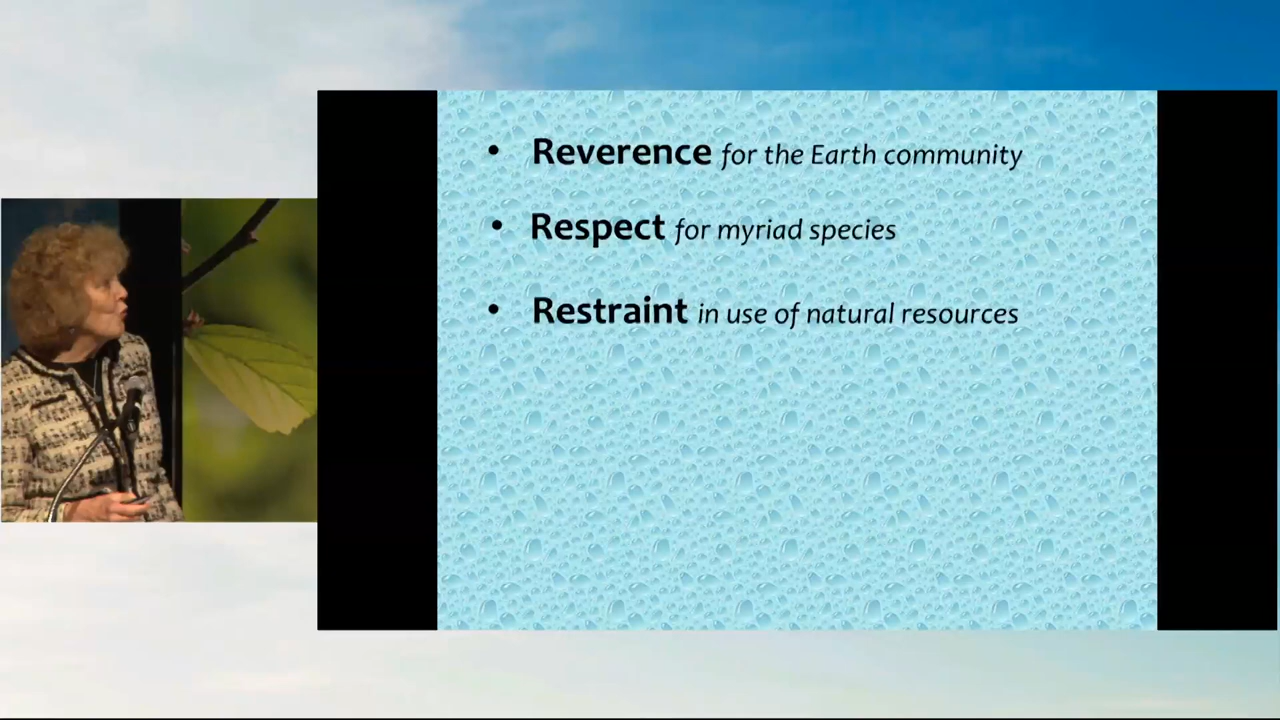 • Reverence for the Earth community
• Respect for myriad species
• Restraint in use of natural resources